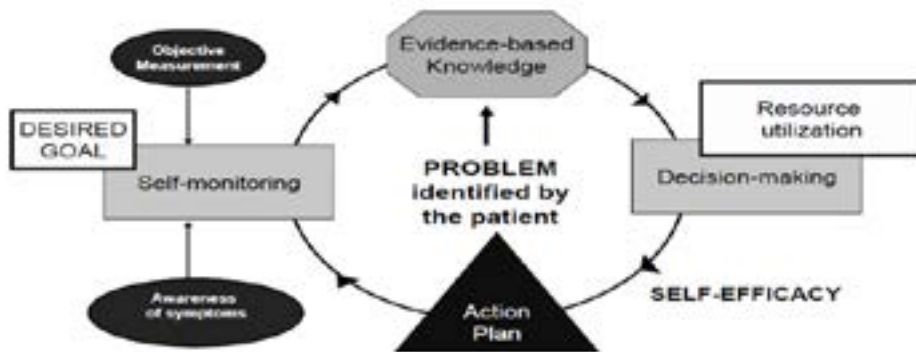 Objective
Measurement
Evidence-based
Knowledge
Resource
utilization
DESIRED
GOAL
Self-monitoring
PROBLEM
identified by
the patient
Decision-making
Awareness
of symptoms
Action
Plan
SELF-EFFICACY